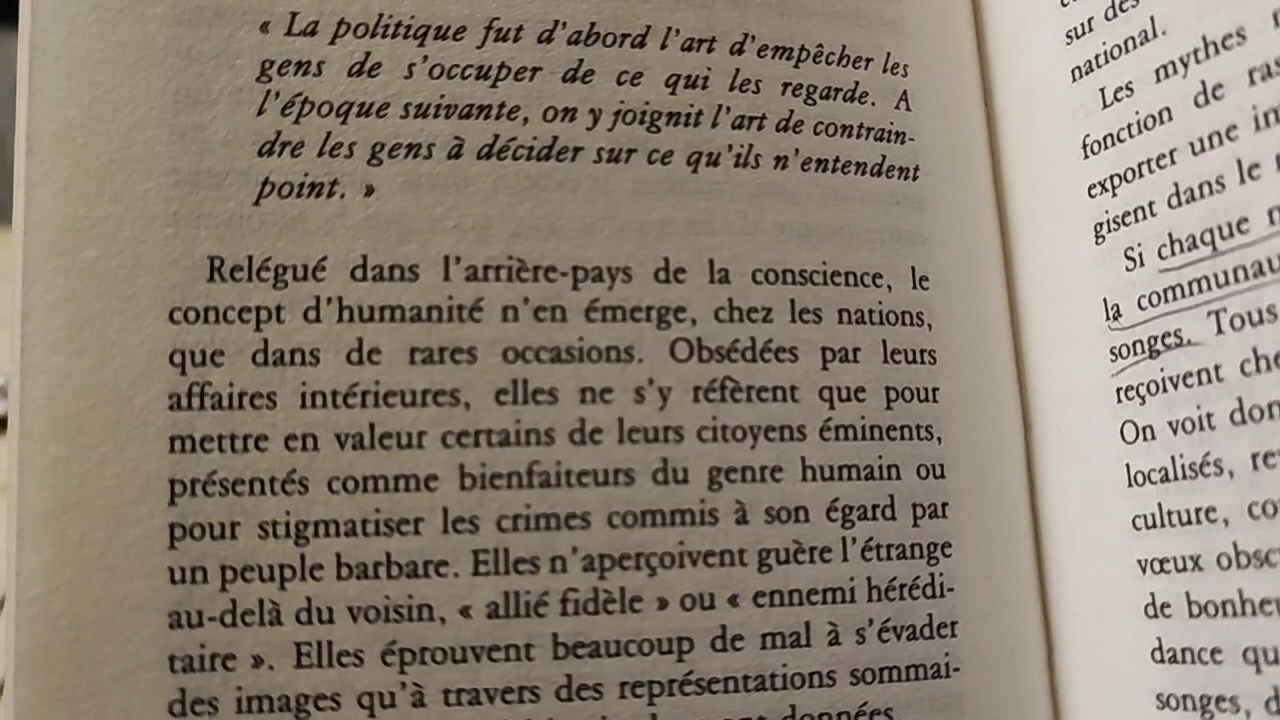 « La politique fut d'abord l'art d'empêcher les
gens de s'occuper de ce qui les regarde. A
l'époque suivante, on y joignit l'art de contrain-
dre les gens à décider sur ce qu'ils n'entendent
point. »
Relégué dans l'arrière-pays de la conscience, le
concept d'humanité n'en émerge, chez les nations,
que dans de rares occasions. Obsédées par leurs
affaires intérieures, elles ne s'y réfèrent que pour
mettre en valeur certains de leurs citoyens éminents,
présentés comme bienfaiteurs du genre humain ou
pour stigmatiser les crimes commis à son égard par
un peuple barbare. Elles n'aperçoivent guère l'étrange
au-delà du voisin, « allié fidèle » ou « ennemi hérédi-
taire ». Elles éprouvent beaucoup de mal à s'évader
des images qu'à travers des représentations sommai-
données
sur des
national.
Les mythes
fonction de
exporter une
gisent dans le
Si chaque
la communau
songes. Tous
reçoivent
On voit
localisés,
culture,
vœux
de
dance
songes,